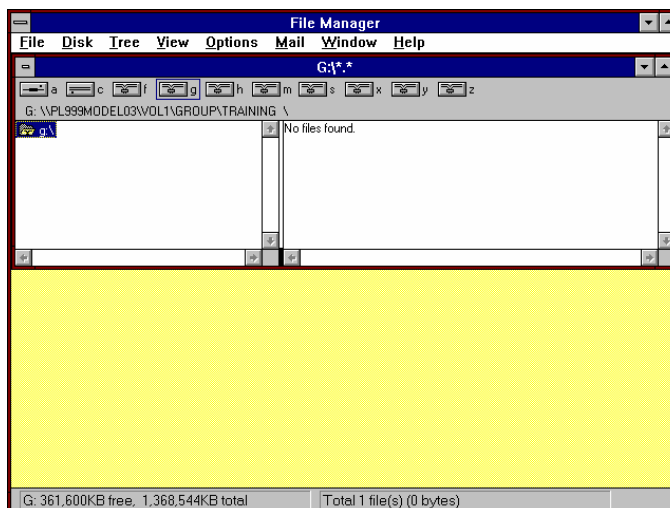 File Manager
File Disk Tree View Options Mail Window Help
G:\*.*
a c f g h m s x y z
G: \\PL999MODEL03\VOL1\GROUP\TRAINING \
g:\
No files found.
G: 361,600KB free, 1,368,544KB total
Total 1 file(s) (0 bytes)